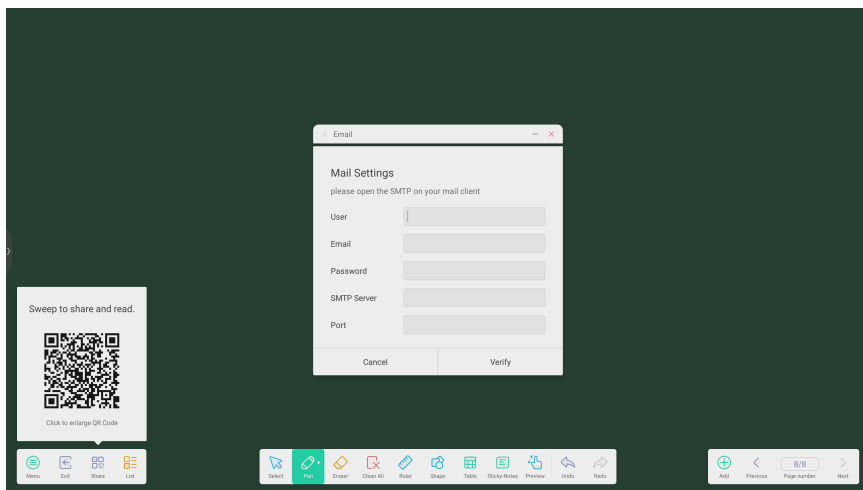 Email
Mail Settings
please open the SMTP on your mail client
User
Email
Password
SMTP Server
Port
Cancel Verify
Sweep to share and read.
Click to enlarge QR Code
Menu Exit Share List
Select Pen Eraser Clean All Ruler Shape Table Sticky-Notes Preview Undo Redo
8/8
Add Previous Page number Next